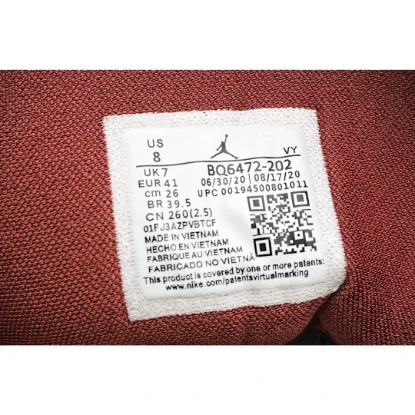 US
8
VY
UK 7
EUR 41
cm 26
BR 39.5
CN 260(2.5)
BQ6472-202
06/30/20 08/17/20
UPC 00194500801011
01FJ3AZPVBTCF
MADE IN VIETNAM
HECHO EN VIETNAM
FABRIQUE AU VIETNAM
FABRICADO NO VIETNA
This product is covered by one or more patents:
www.nike.com/patentsvirtualmarking